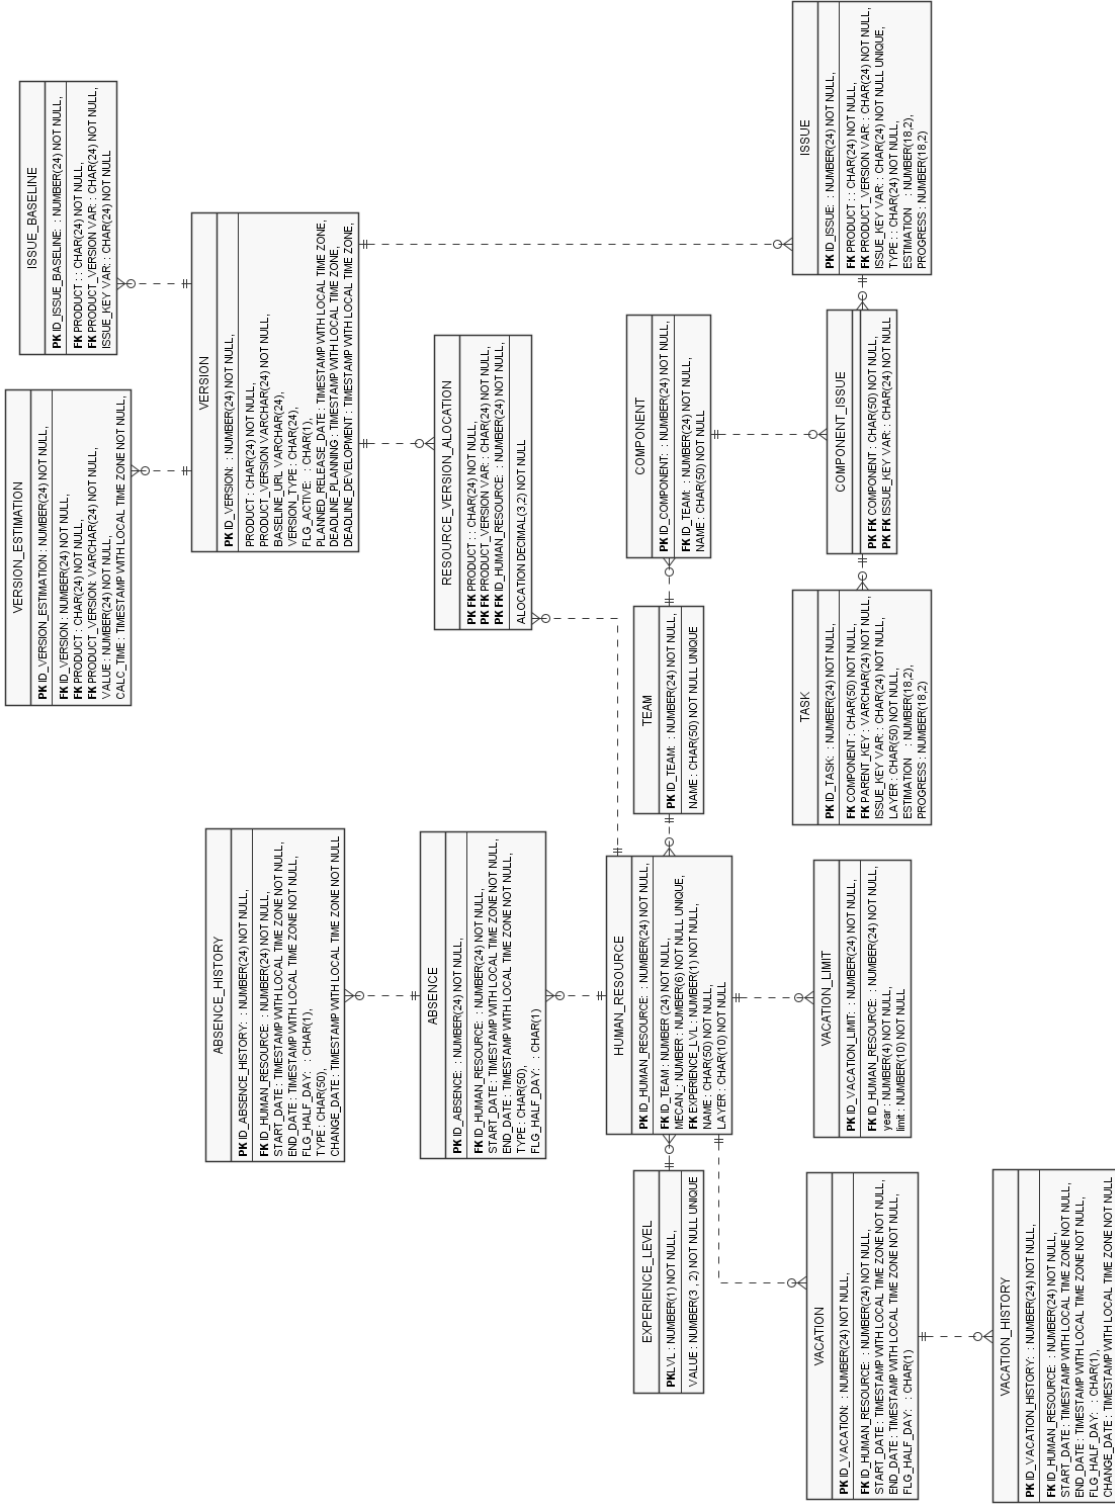 ISSUE_BASELINE
PK ID_ISSUE_BASELINE: : NUMBER(24) NOT NULL,
FK PRODUCT : : CHAR(24) NOT NULL,
FK PRODUCT_VERSION VAR: : CHAR(24) NOT NULL,
ISSUE_KEY VAR: : CHAR(24) NOT NULL
VERSION_ESTIMATION
PK ID_VERSION_ESTIMATION : NUMBER(24) NOT NULL,
FK ID_VERSION : NUMBER(24) NOT NULL,
FK PRODUCT : CHAR(24) NOT NULL,
FK PRODUCT_VERSION: VARCHAR(24) NOT NULL,
VALUE : NUMBER(24) NOT NULL,
CALC_TIME : TIMESTAMP WITH LOCAL TIME ZONE NOT NULL,
VERSION
PK ID_VERSION: : NUMBER(24) NOT NULL,
PRODUCT : CHAR(24) NOT NULL,
PRODUCT_VERSION VARCHAR(24) NOT NULL,
BASELINE_URL VARCHAR(24),
VERSION_TYPE : CHAR(24),
FLG_ACTIVE: : CHAR(1),
PLANNED_RELEASE_DATE : TIMESTAMP WITH LOCAL TIME ZONE,
DEADLINE_PLANNING : TIMESTAMP WITH LOCAL TIME ZONE,
DEADLINE_DEVELOPMENT : TIMESTAMP WITH LOCAL TIME ZONE,
RESOURCE_VERSION_ALOCATION
PK FK PRODUCT : : CHAR(24) NOT NULL,
PK FK PRODUCT_VERSION VAR: : CHAR(24) NOT NULL,
PK FK ID_HUMAN_RESOURCE: : NUMBER(24) NOT NULL,
ALOCATION DECIMAL(3,2) NOT NULL
ISSUE
PK ID_ISSUE: : NUMBER(24) NOT NULL,
FK PRODUCT : : CHAR(24) NOT NULL,
FK PRODUCT_VERSION VAR: : CHAR(24) NOT NULL,
ISSUE_KEY VAR: : CHAR(24) NOT NULL UNIQUE,
TYPE : : CHAR(24) NOT NULL,
ESTIMATION : NUMBER(18,2),
PROGRESS : NUMBER(18,2)
COMPONENT
PK ID_COMPONENT: : NUMBER(24) NOT NULL,
FK ID_TEAM: : NUMBER(24) NOT NULL,
NAME : CHAR(50) NOT NULL
COMPONENT_ISSUE
PK FK COMPONENT : CHAR(50) NOT NULL,
PK FK ISSUE_KEY VAR: : CHAR(24) NOT NULL
TEAM
PK ID_TEAM: : NUMBER(24) NOT NULL,
NAME : CHAR(50) NOT NULL UNIQUE
TASK
PK ID_TASK: : NUMBER(24) NOT NULL,
FK COMPONENT : CHAR(50) NOT NULL,
FK PARENT_KEY : VARCHAR(24) NOT NULL,
ISSUE_KEY VAR: : CHAR(24) NOT NULL,
LAYER : CHAR(50) NOT NULL,
ESTIMATION : NUMBER(18,2),
PROGRESS : NUMBER(18,2)
ABSENCE_HISTORY
PK ID_ABSENCE_HISTORY: : NUMBER(24) NOT NULL,
FK ID_HUMAN_RESOURCE : NUMBER(24) NOT NULL,
START_DATE : TIMESTAMP WITH LOCAL TIME ZONE NOT NULL,
END_DATE : TIMESTAMP WITH LOCAL TIME ZONE NOT NULL,
FLG_HALF_DAY: : CHAR(1),
TYPE : CHAR(50),
CHANGE_DATE : TIMESTAMP WITH LOCAL TIME ZONE NOT NULL
ABSENCE
PK ID_ABSENCE: : NUMBER(24) NOT NULL,
FK ID_HUMAN_RESOURCE : NUMBER(24) NOT NULL,
START_DATE : TIMESTAMP WITH LOCAL TIME ZONE NOT NULL,
END_DATE : TIMESTAMP WITH LOCAL TIME ZONE NOT NULL,
TYPE : CHAR(50),
FLG_HALF_DAY: : CHAR(1)
HUMAN_RESOURCE
PK ID_HUMAN_RESOURCE: : NUMBER(24) NOT NULL,
FK ID_TEAM : NUMBER (24) NOT NULL,
MECAN_: NUMBER : NUMBER(6) NOT NULL UNIQUE,
FK EXPERIENCE_LVL : NUMBER(1) NOT NULL,
NAME : CHAR(50) NOT NULL,
LAYER : CHAR(10) NOT NULL
VACATION_LIMIT
PK ID_VACATION_LIMIT: : NUMBER(24) NOT NULL,
FK ID_HUMAN_RESOURCE: : NUMBER(24) NOT NULL,
year : NUMBER(4) NOT NULL,
limit : NUMBER(10) NOT NULL
EXPERIENCE_LEVEL
PKLVL : NUMBER(1) NOT NULL,
VALUE : NUMBER(3 , 2) NOT NULL UNIQUE
VACATION
PK ID_VACATION: : NUMBER(24) NOT NULL,
FK ID_HUMAN_RESOURCE : NUMBER(24) NOT NULL,
START_DATE : TIMESTAMP WITH LOCAL TIME ZONE NOT NULL,
END_DATE : TIMESTAMP WITH LOCAL TIME ZONE NOT NULL,
FLG_HALF_DAY: : CHAR(1)
VACATION_HISTORY
PK ID_VACATION_HISTORY: : NUMBER(24) NOT NULL,
FK ID_HUMAN_RESOURCE : NUMBER(24) NOT NULL,
START_DATE : TIMESTAMP WITH LOCAL TIME ZONE NOT NULL,
END_DATE : TIMESTAMP WITH LOCAL TIME ZONE NOT NULL,
FLG_HALF_DAY: : CHAR(1),
CHANGE_DATE : TIMESTAMP WITH LOCAL TIME ZONE NOT NULL